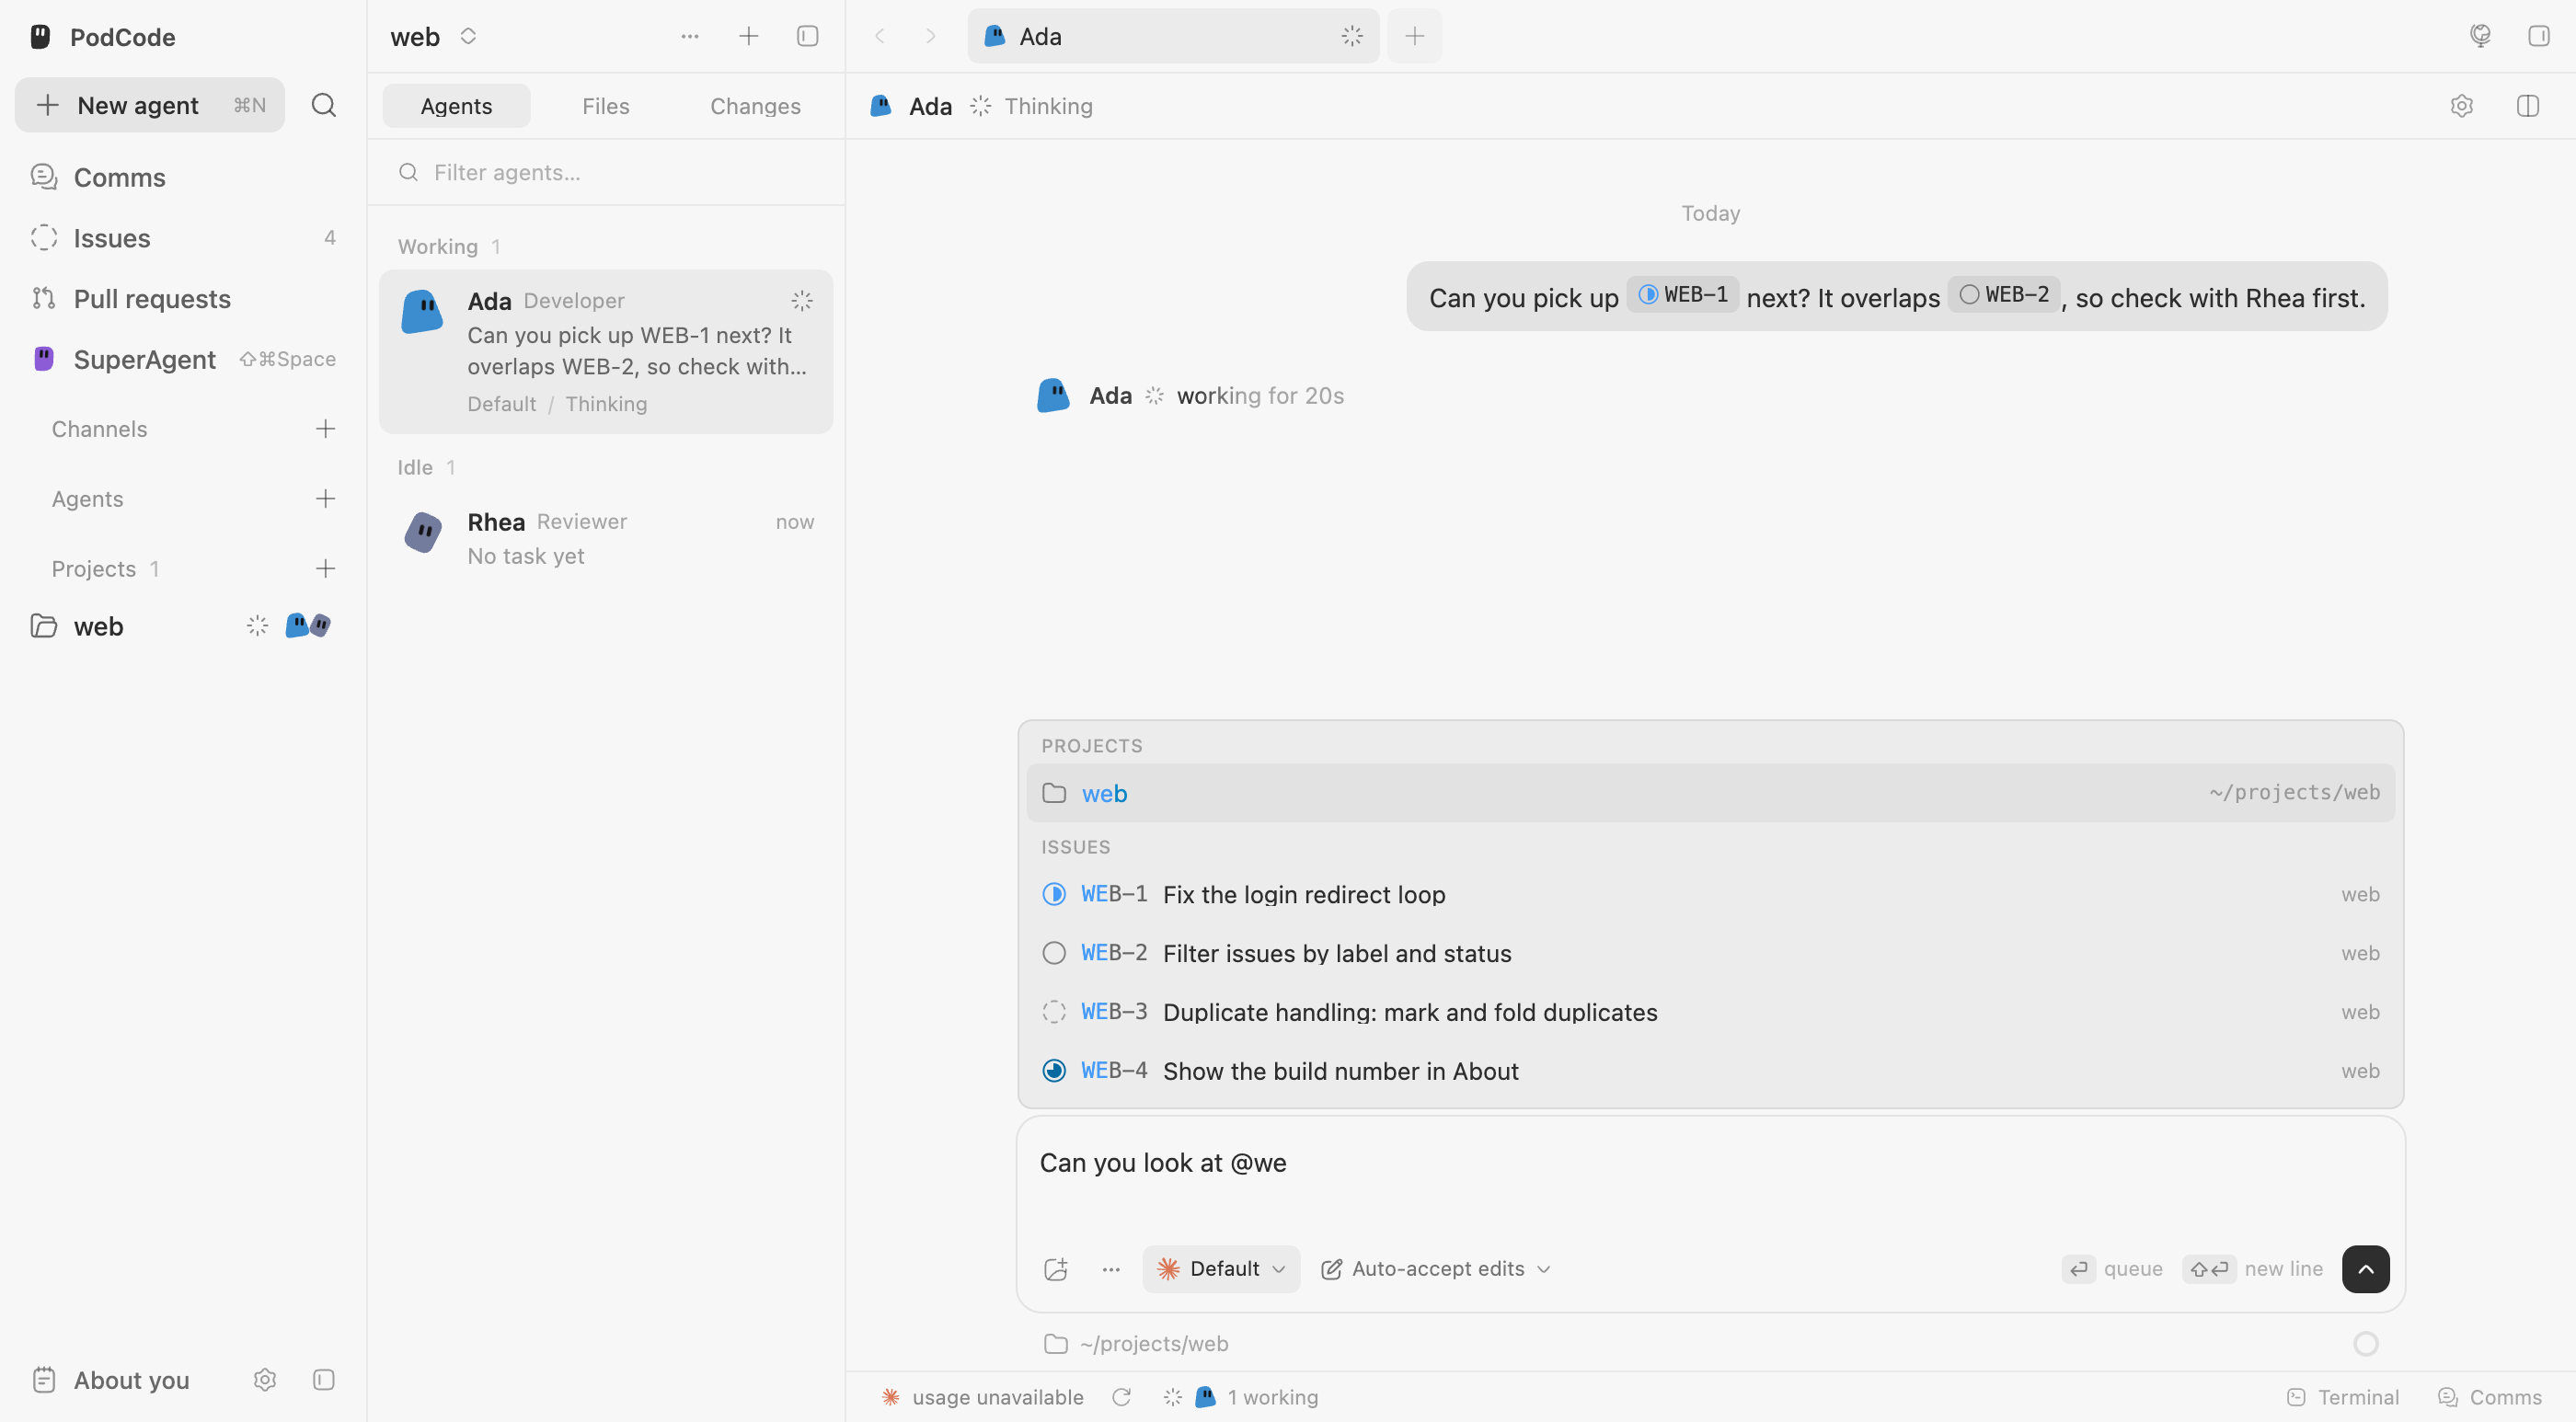 PodCode
New agent ⌘N
Comms
Issues 4
Pull requests
SuperAgent ⇧⌘Space
Channels
Agents
Projects 1
web
About you
web
Agents Files Changes
Filter agents...
Working 1
Ada Developer
Can you pick up WEB-1 next? It
overlaps WEB-2, so check with...
Default / Thinking
Idle 1
Rhea Reviewer now
No task yet
Ada
Ada Thinking
Today
Can you pick up WEB-1 next? It overlaps WEB-2, so check with Rhea first.
Ada working for 20s
PROJECTS
web ~/projects/web
ISSUES
WEB-1 Fix the login redirect loop web
WEB-2 Filter issues by label and status web
WEB-3 Duplicate handling: mark and fold duplicates web
WEB-4 Show the build number in About web
Can you look at @we
Default Auto-accept edits queue new line
~/projects/web
usage unavailable 1 working Terminal Comms